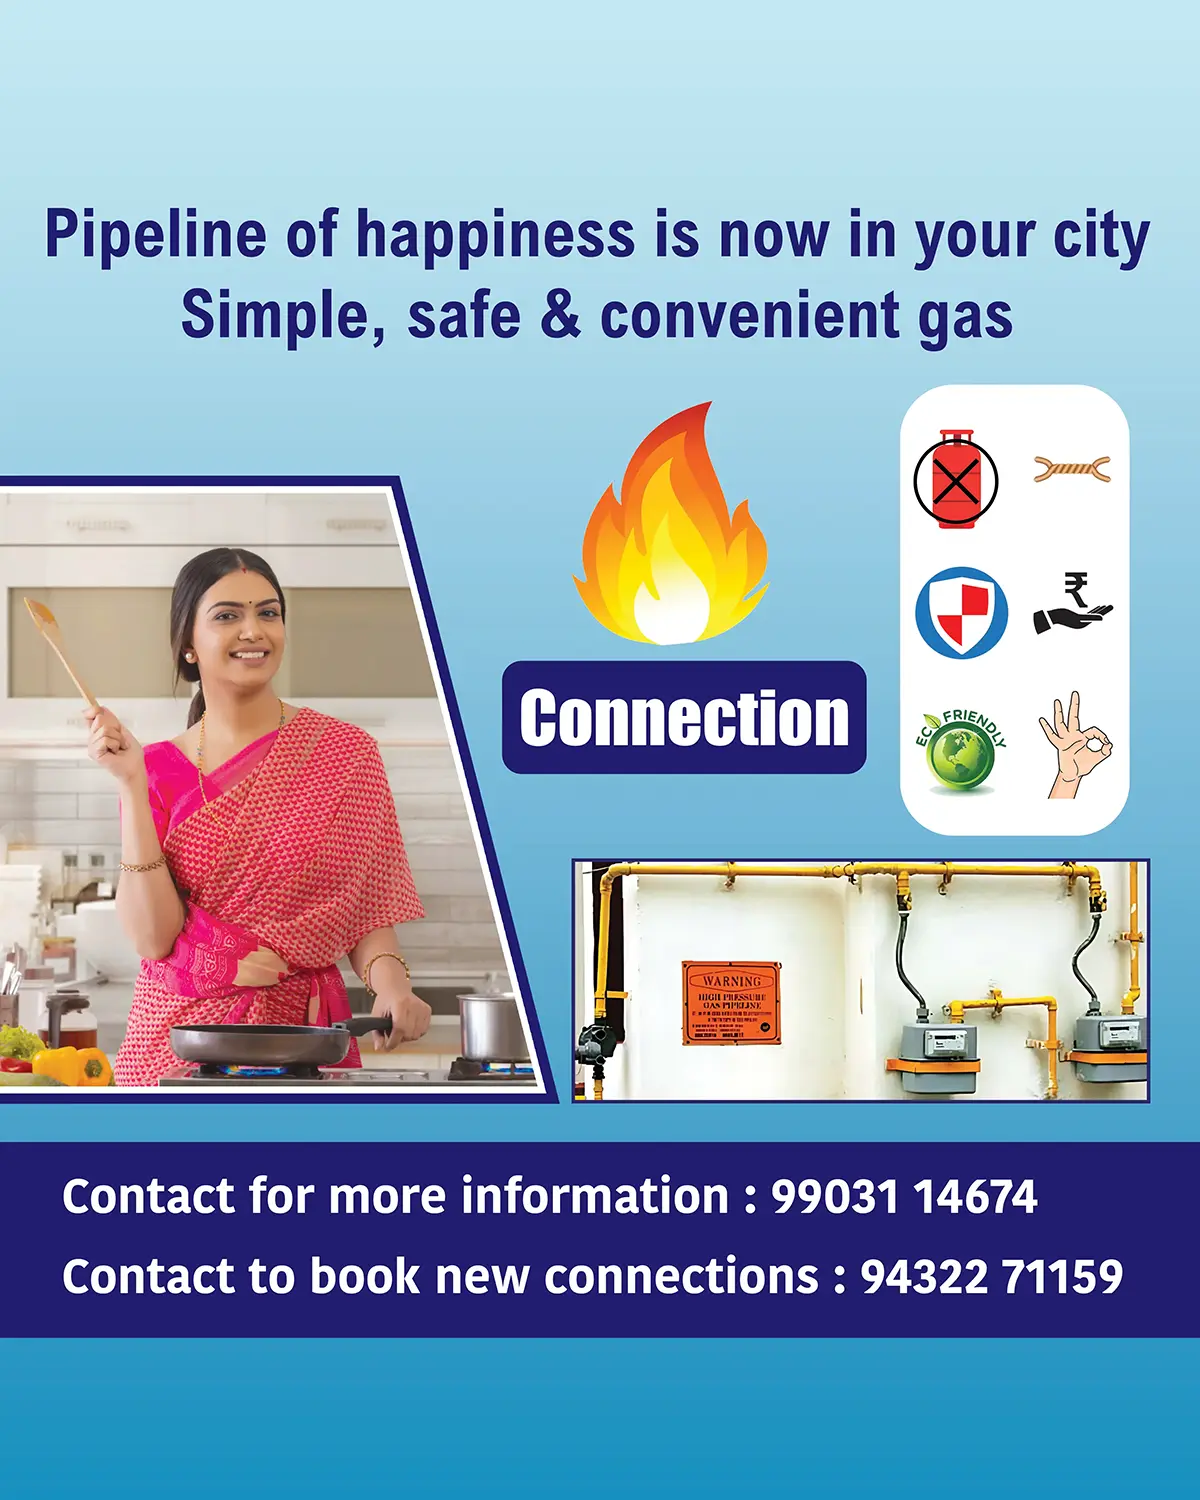 Pipeline of happiness is now in your city
Simple, safe & convenient gas
Connection
₹
ECO FRIENDLY
WARNING
HIGH PRESSURE
GAS PIPELINE
Contact for more information : 99031 14674
Contact to book new connections : 94322 71159